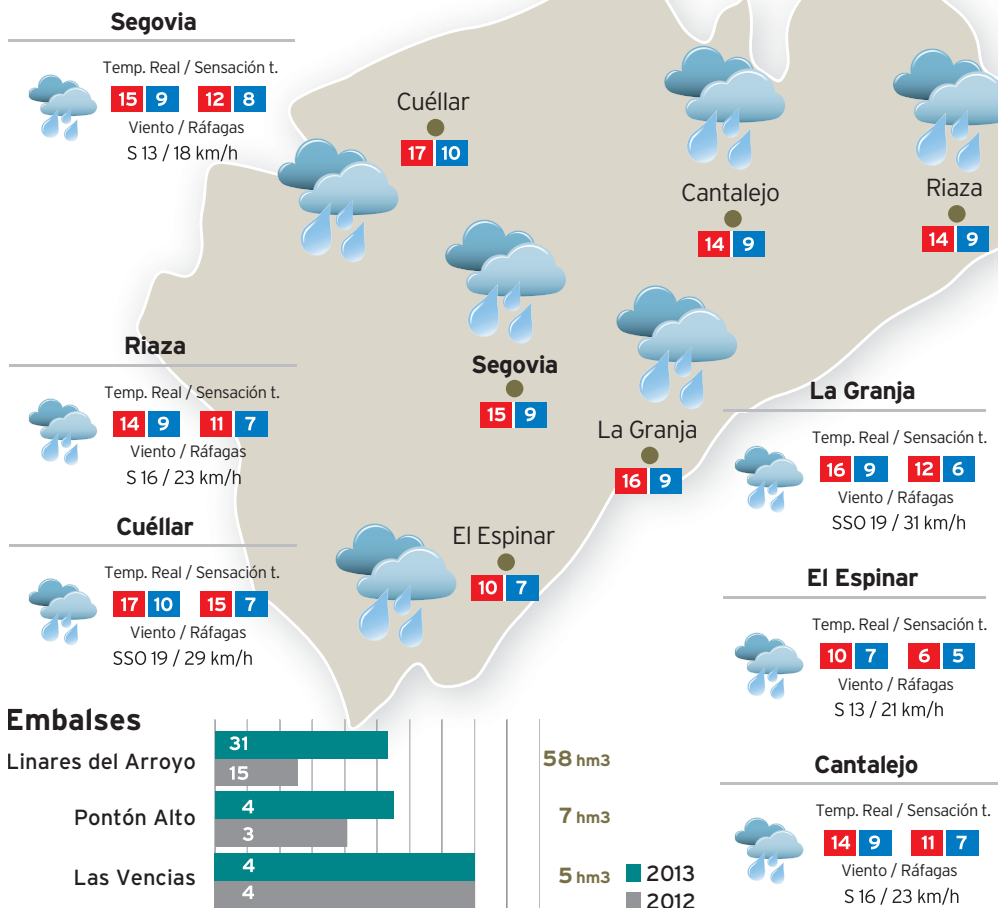 Segovia
Temp. Real / Sensación t.
15 9 12 8
Viento / Ráfagas
S 13 / 18 km/h
Riaza
Temp. Real / Sensación t.
14 9 11 7
Viento / Ráfagas
S 16 / 23 km/h
Cuéllar
Temp. Real / Sensación t.
17 10 15 7
Viento / Ráfagas
SSO 19 / 29 km/h
Cuéllar
17 10
Cantalejo
14 9
Riaza
14 9
Segovia
15 9
La Granja
16 9
El Espinar
10 7
La Granja
Temp. Real / Sensación t.
16 9 12 6
Viento / Ráfagas
SSO 19 / 31 km/h
El Espinar
Temp. Real / Sensación t.
10 7 6 5
Viento / Ráfagas
S 13 / 21 km/h
Cantalejo
Temp. Real / Sensación t.
14 9 11 7
Viento / Ráfagas
S 16 / 23 km/h
Embalses
Linares del Arroyo
31
15
58 hm3
Pontón Alto
4
3
7 hm3
Las Vencias
4
4
5 hm3
2013
2012